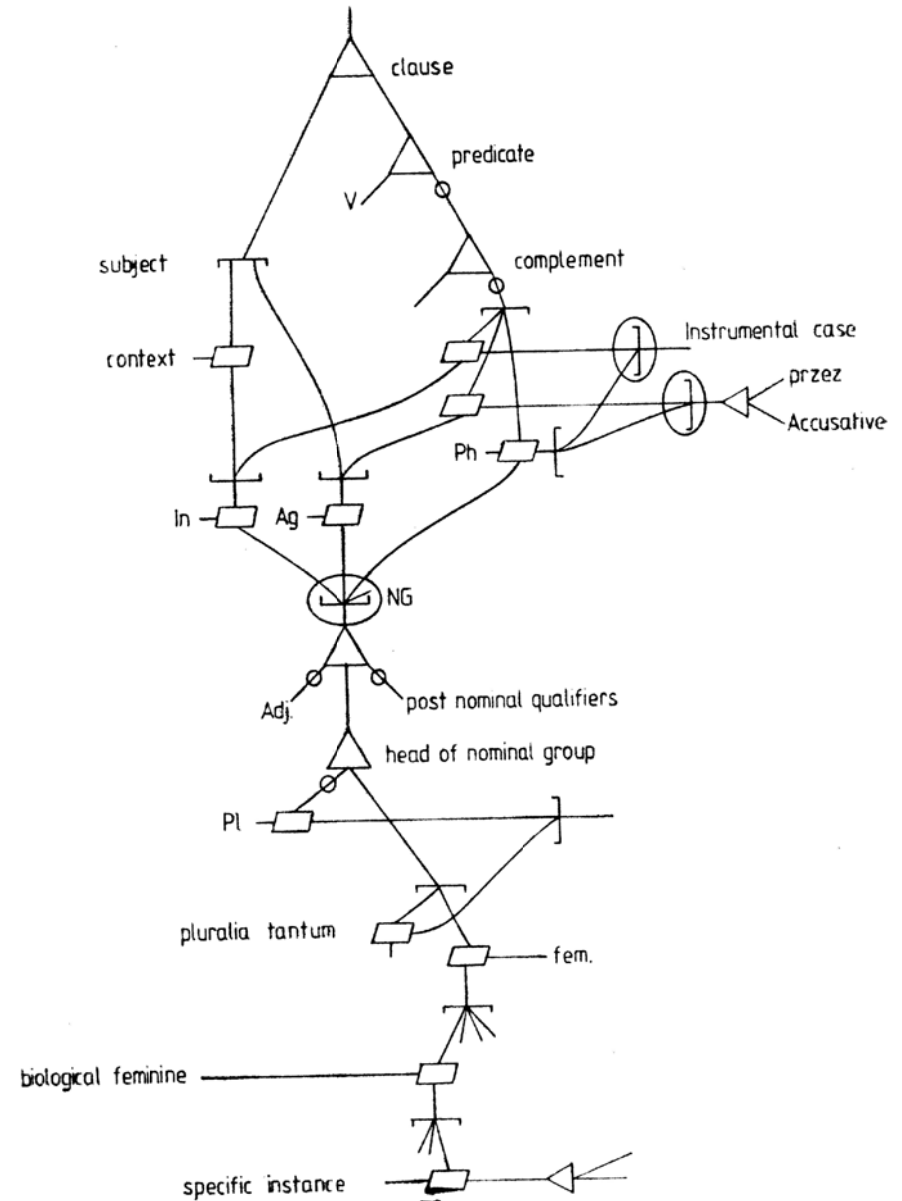 clause
predicate
V
complement
subject
Instrumental case
context
przez
Accusative
Ph
In
Ag
NG
Adj.
post nominal qualifiers
head of nominal group
Pl
pluralia tantum
fem.
biological feminine
specific instance